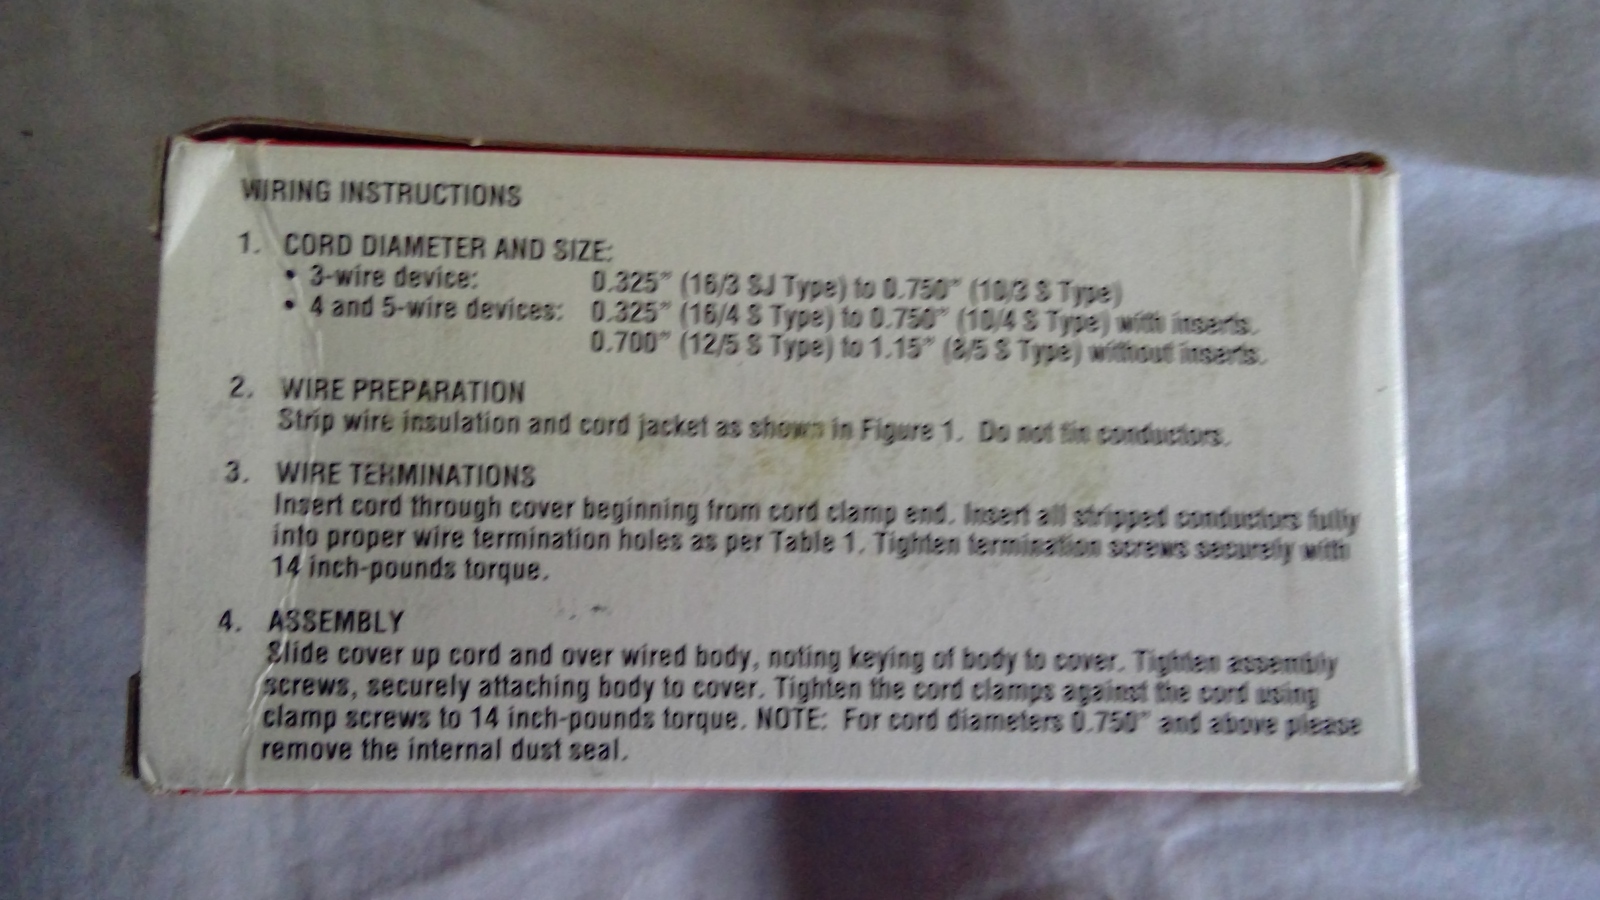 WIRING INSTRUCTIONS
1. CORD DIAMETER AND SIZE:
• 3-wire device: 0.325" (16/3 SJ Type) to 0.750" (10/3 S Type)
• 4 and 5-wire devices: 0.325" (16/4 S Type) to 0.750" (10/4 S Type) with inserts.
0.700" (12/5 S Type) to 1.15" (8/5 S Type) without inserts.
2. WIRE PREPARATION
Strip wire insulation and cord jacket as shown in Figure 1. Do not tin conductors.
3. WIRE TERMINATIONS
Insert cord through cover beginning from cord clamp end. Insert all stripped conductors fully
into proper wire termination holes as per Table 1. Tighten termination screws securely with
14 inch-pounds torque.
4. ASSEMBLY
Slide cover up cord and over wired body, noting keying of body to cover. Tighten assembly
screws, securely attaching body to cover. Tighten the cord clamps against the cord using
clamp screws to 14 inch-pounds torque. NOTE: For cord diameters 0.750" and above please
remove the internal dust seal.